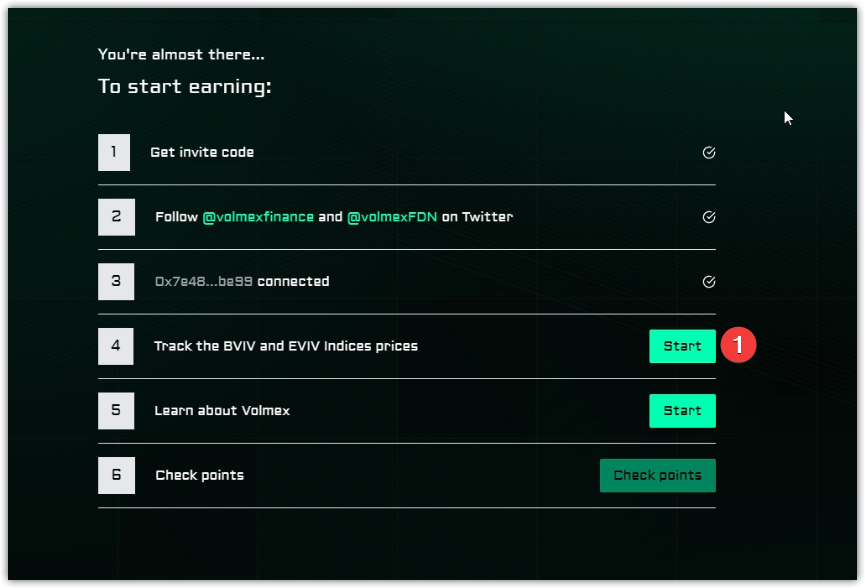 You're almost there...
To start earning:
1 Get invite code
2 Follow @volmexfinance and @volmexFDN on Twitter
3 0x7e48...be99 connected
4 Track the BVIV and EVIV Indices prices Start 1
5 Learn about Volmex Start
6 Check points Check points